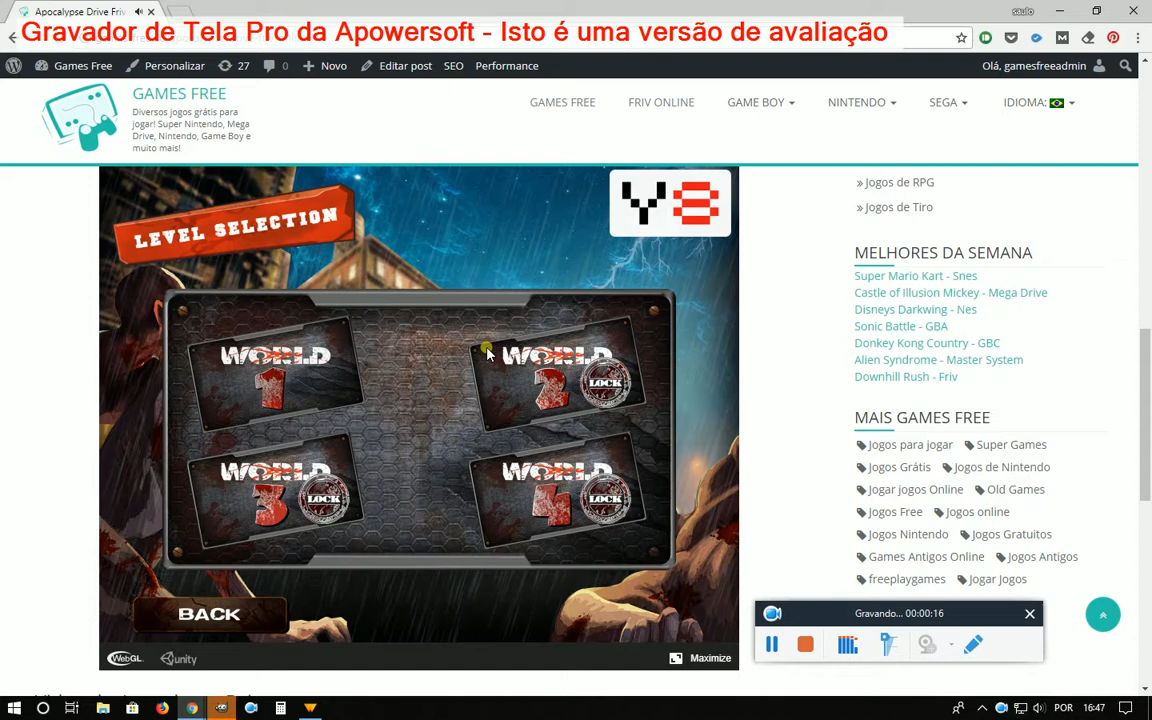 Apocalypse Drive Friv
saulo
Gravador de Tela Pro da Apowersoft - Isto é uma versão de avaliação
Games Free
Personalizar
27
0
Novo
Editar post
SEO
Performance
Olá, gamesfreeadmin
GAMES FREE
Diversos jogos grátis para
jogar! Super Nintendo, Mega
Drive, Nintendo, Game Boy e
muito mais!
GAMES FREE
FRIV ONLINE
GAME BOY
NINTENDO
SEGA
IDIOMA:
LEVEL SELECTION
Y8
WORLD
1
WORLD
2
LOCK
WORLD
3
LOCK
WORLD
4
LOCK
BACK
WebGL
unity
Maximize
» Jogos de RPG
» Jogos de Tiro
MELHORES DA SEMANA
Super Mario Kart - Snes
Castle of Illusion Mickey - Mega Drive
Disneys Darkwing - Nes
Sonic Battle - GBA
Donkey Kong Country - GBC
Alien Syndrome - Master System
Downhill Rush - Friv
MAIS GAMES FREE
Jogos para jogar
Super Games
Jogos Grátis
Jogos de Nintendo
Jogar jogos Online
Old Games
Jogos Free
Jogos online
Jogos Nintendo
Jogos Gratuitos
Games Antigos Online
Jogos Antigos
freeplaygames
Jogar Jogos
Gravando... 00:00:16
POR
16:47